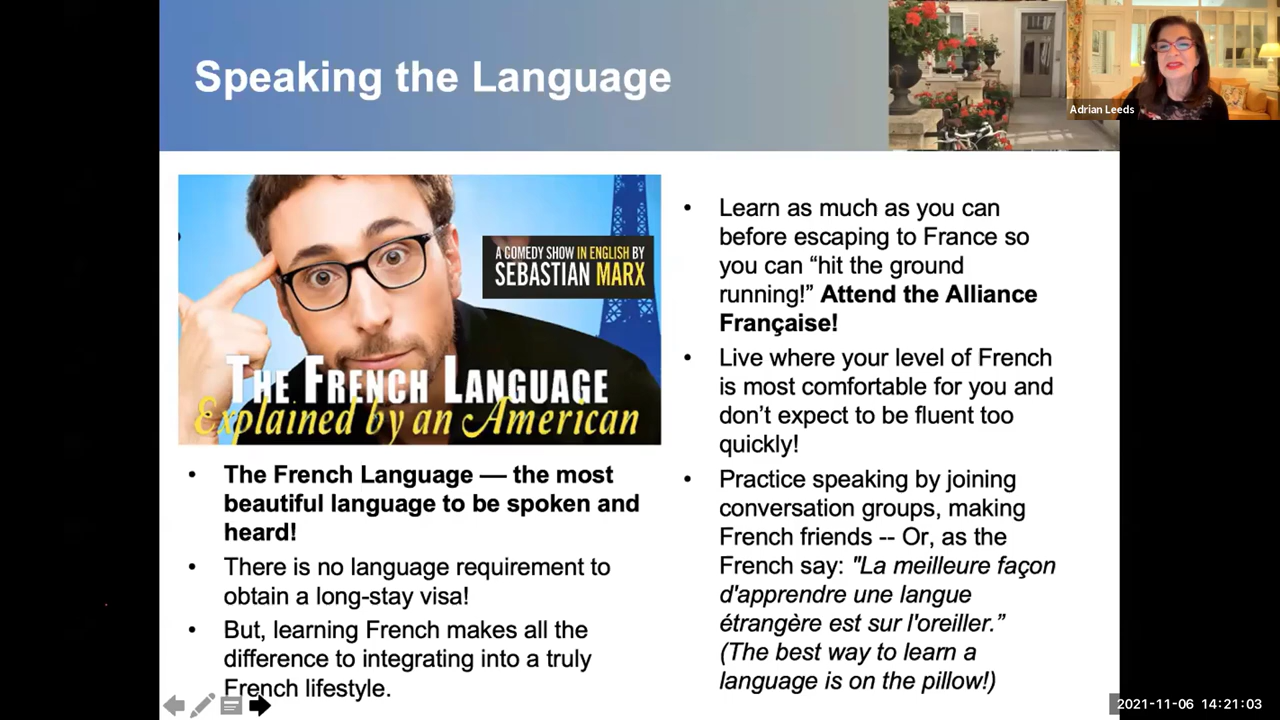 Speaking the Language
Adrian Leeds
A COMEDY SHOW IN ENGLISH BY
SEBASTIAN MARX
THE FRENCH LANGUAGE
Explained by an American
• The French Language — the most
beautiful language to be spoken and
heard!
• There is no language requirement to
obtain a long-stay visa!
• But, learning French makes all the
difference to integrating into a truly
French lifestyle.
• Learn as much as you can
before escaping to France so
you can “hit the ground
running!” Attend the Alliance
Française!
• Live where your level of French
is most comfortable for you and
don’t expect to be fluent too
quickly!
• Practice speaking by joining
conversation groups, making
French friends -- Or, as the
French say: "La meilleure façon
d'apprendre une langue
étrangère est sur l'oreiller.”
(The best way to learn a
language is on the pillow!)
2021-11-06 14:21:03